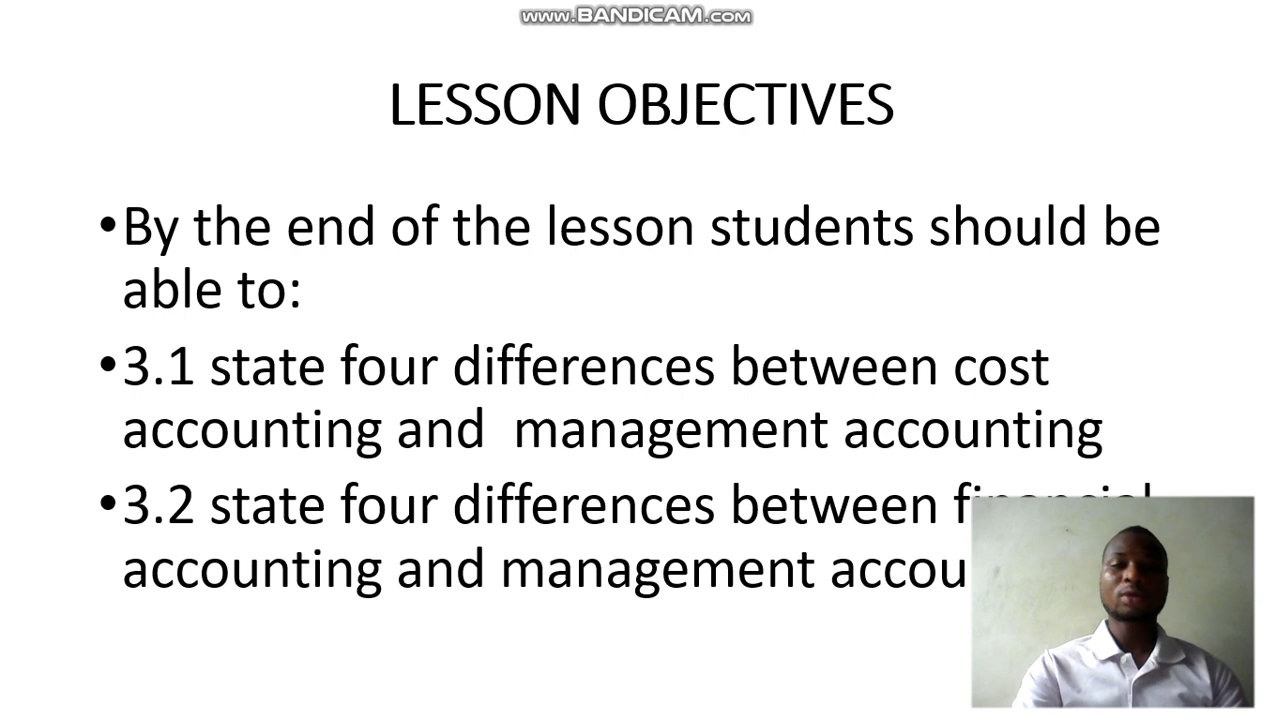 www.BANDICAM.com
LESSON OBJECTIVES
•By the end of the lesson students should be
able to:
•3.1 state four differences between cost
accounting and  management accounting
•3.2 state four differences between
accounting and management